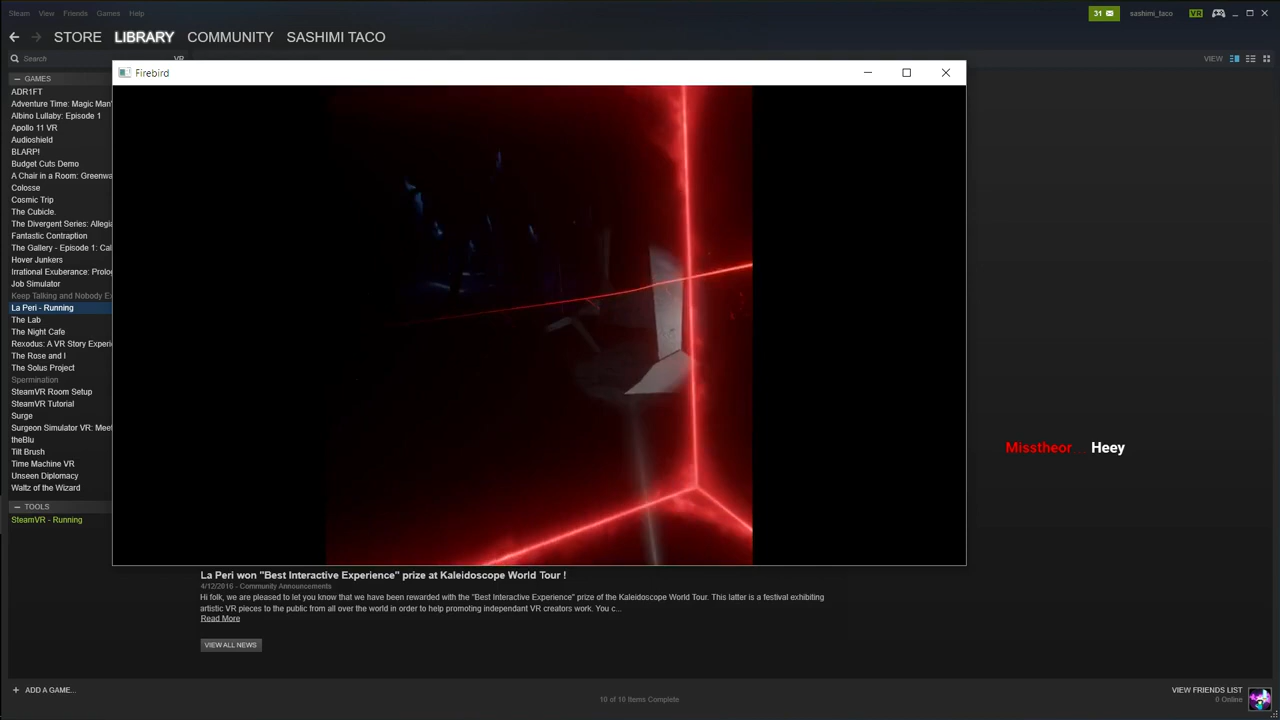 Steam View Friends Games Help
31
sashimi_taco
VR
STORE LIBRARY COMMUNITY SASHIMI TACO
Search
VR
VIEW
Firebird
GAMES
ADR1FT
Adventure Time: Magic Man'
Albino Lullaby: Episode 1
Apollo 11 VR
Audioshield
BLARP!
Budget Cuts Demo
A Chair in a Room: Greenwa
Colosse
Cosmic Trip
The Cubicle.
The Divergent Series: Allegia
Fantastic Contraption
The Gallery - Episode 1: Cal
Hover Junkers
Irrational Exuberance: Prolog
Job Simulator
Keep Talking and Nobody Ex
La Peri - Running
The Lab
The Night Cafe
Rexodus: A VR Story Experie
The Rose and I
The Solus Project
Spermination
SteamVR Room Setup
SteamVR Tutorial
Surge
Surgeon Simulator VR: Meet
theBlu
Tilt Brush
Time Machine VR
Unseen Diplomacy
Waltz of the Wizard
TOOLS
SteamVR - Running
Misstheor... Heey
La Peri won "Best Interactive Experience" prize at Kaleidoscope World Tour !
4/12/2016 - Community Announcements
Hi folk, we are pleased to let you know that we have been rewarded with the "Best Interactive Experience" prize of the Kaleidoscope World Tour. This latter is a festival exhibiting
artistic VR pieces to the public from all over the world in order to help promoting independant VR creators work. You c...
Read More
VIEW ALL NEWS
+ ADD A GAME...
10 of 10 Items Complete
VIEW FRIENDS LIST
0 Online